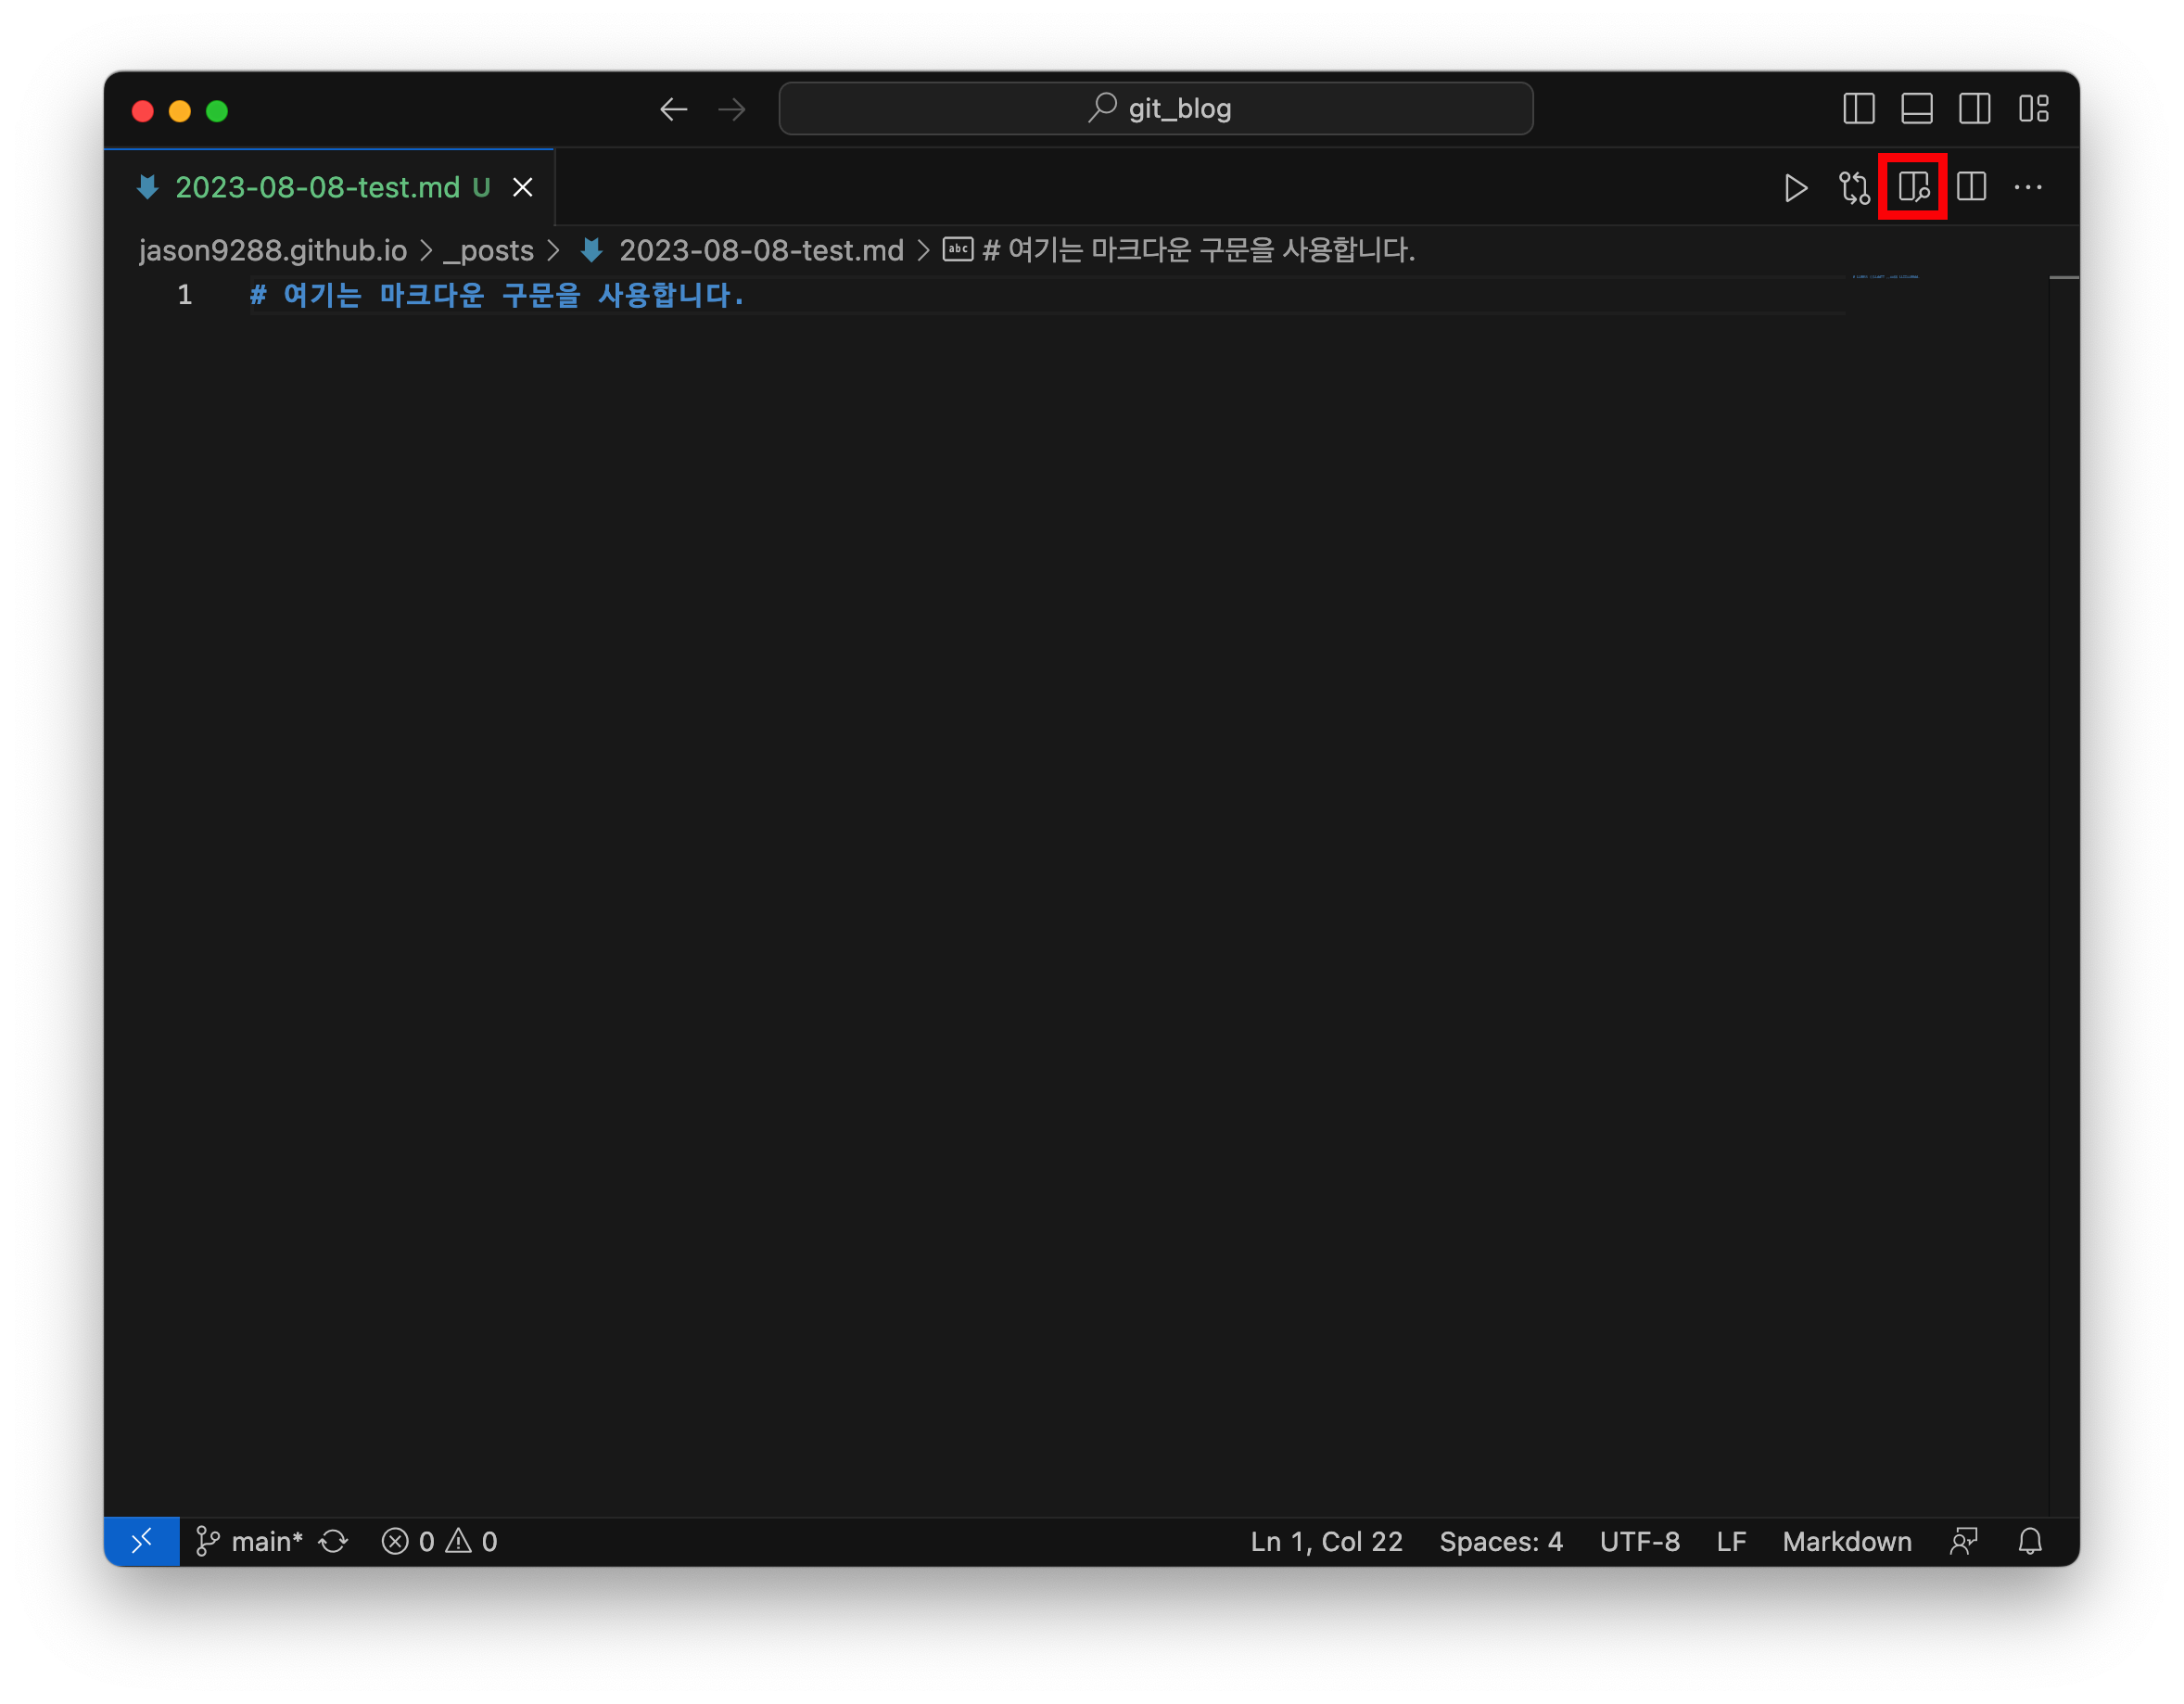 git_blog
2023-08-08-test.md U
jason9288.github.io > _posts > 2023-08-08-test.md > abc # 여기는 마크다운 구문을 사용합니다.
1 # 여기는 마크다운 구문을 사용합니다.
main* 0 0 Ln 1, Col 22 Spaces: 4 UTF-8 LF Markdown